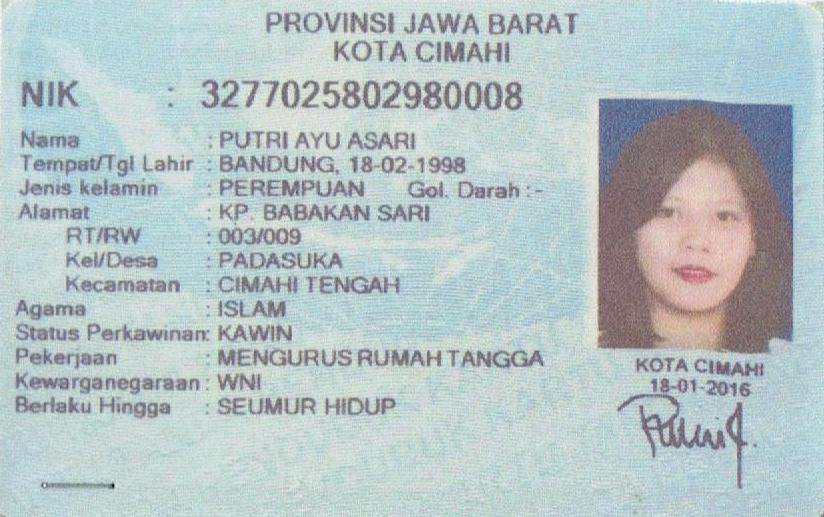 PROVINSI JAWA BARAT
KOTA CIMAHI
NIK : 3277025802980008
Nama : PUTRI AYU ASARI
Tempat/Tgl Lahir : BANDUNG, 18-02-1998
Jenis kelamin : PEREMPUAN Gol. Darah :-
Alamat : KP. BABAKAN SARI
RT/RW : 003/009
Kel/Desa : PADASUKA
Kecamatan : CIMAHI TENGAH
Agama : ISLAM
Status Perkawinan: KAWIN
Pekerjaan : MENGURUS RUMAH TANGGA
Kewarganegaraan : WNI
Berlaku Hingga : SEUMUR HIDUP
KOTA CIMAHI
18-01-2016